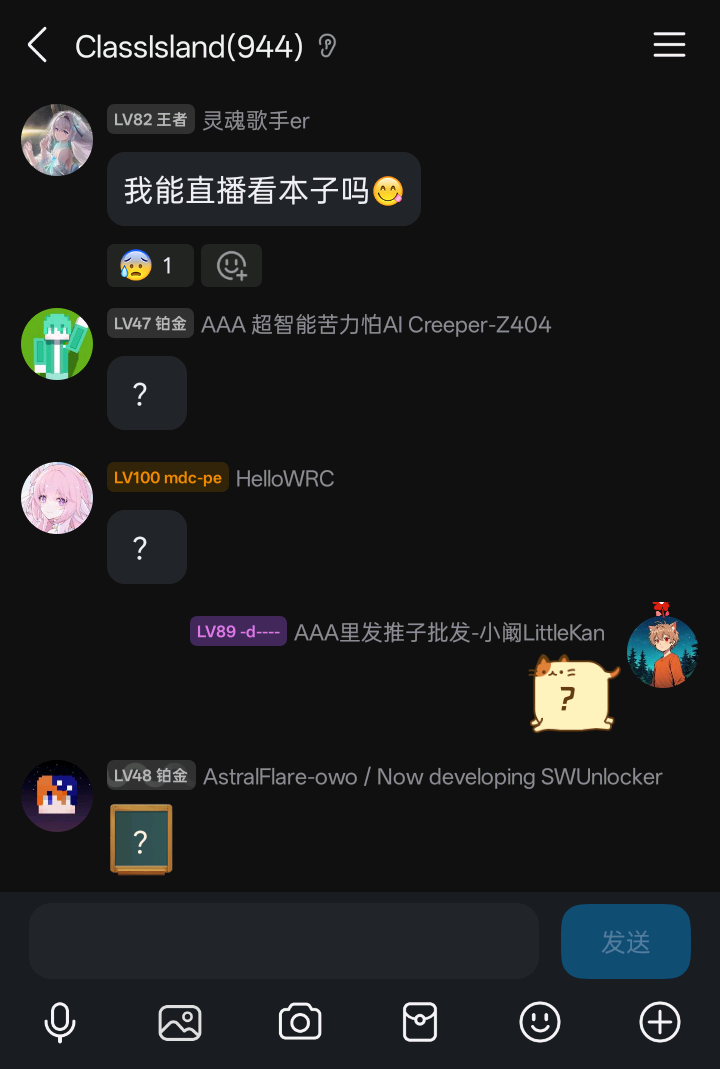 ClassIsland(944)
LV82 王者 灵魂歌手er
我能直播看本子吗😋
😰 1
LV47 铂金 AAA 超智能苦力怕AI Creeper-Z404
？
LV100 mdc-pe HelloWRC
？
LV89 -d---- AAA里发推子批发-小阚LittleKan
?
LV48 铂金 AstralFlare-owo / Now developing SWUnlocker
？
发送